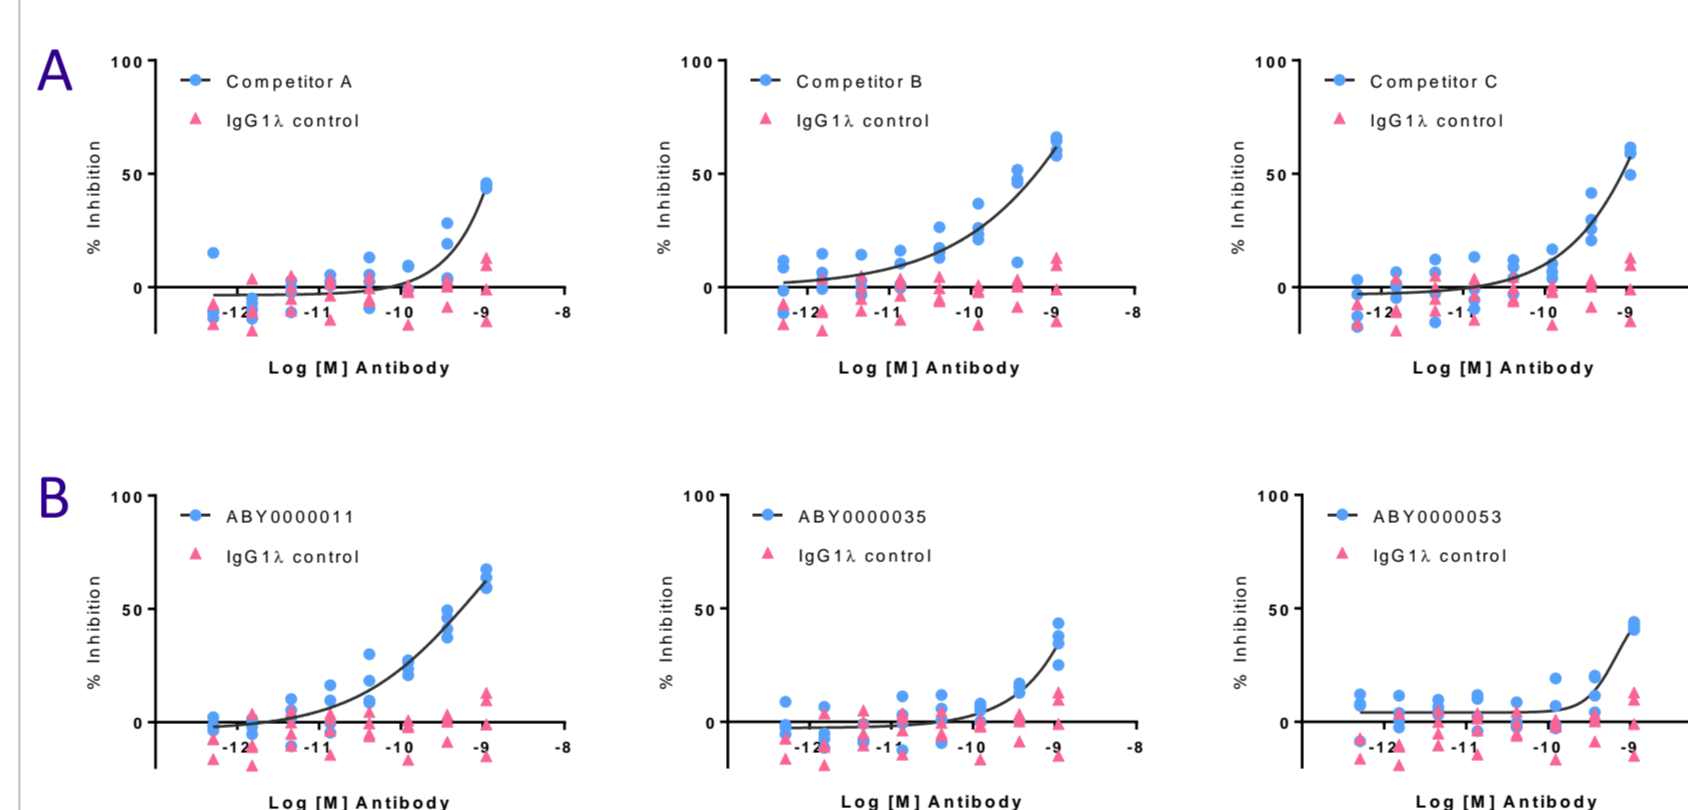 A
100
Competitor A
IgG1λ control
50
0
-12
-11
-10
-9
-8
% Inhibition
Log [M] Antibody
100
Competitor B
IgG1λ control
50
0
-11
-10
-9
-8
% Inhibition
Log [M] Antibody
100
Competitor C
IgG1λ control
50
0
-12
-11
-10
-9
% Inhibition
Log [M] Antibody
B
100
ABY0000011
IgG1λ control
50
0
-12
-11
-10
-9
-8
% Inhibition
Log [M] Antibody
100
ABY0000035
IgG1λ control
50
0
-12
-11
-10
-9
-8
% Inhibition
Log [M] Antibody
100
ABY0000053
IgG1λ control
50
0
-12
-11
-10
-9
% Inhibition
Log [M] Antibody